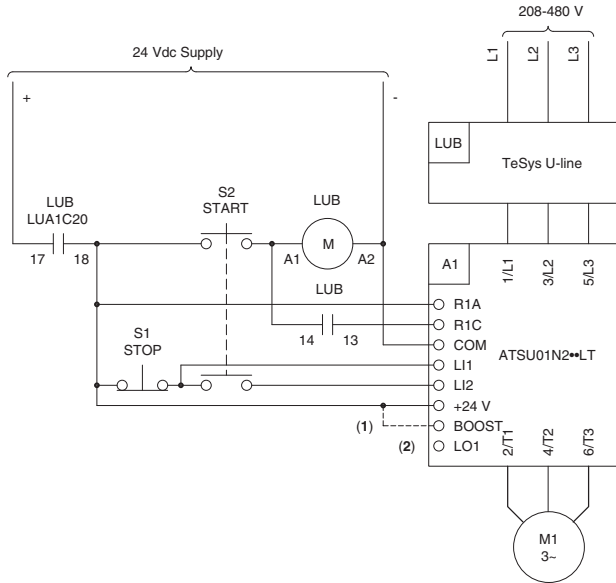 208-480 V
L1
L2
L3
24 Vdc Supply
+
-
LUB
TeSys U-line
LUB
LUA1C20
17
18
S2
START
LUB
M
A1
A2
LUB
14
13
S1
STOP
A1
1/L1
3/L2
5/L3
R1A
R1C
COM
LI1
LI2
+24 V
BOOST
LO1
ATSU01N2••LT
(1)
(2)
2/T1
4/T2
6/T3
M1
3~